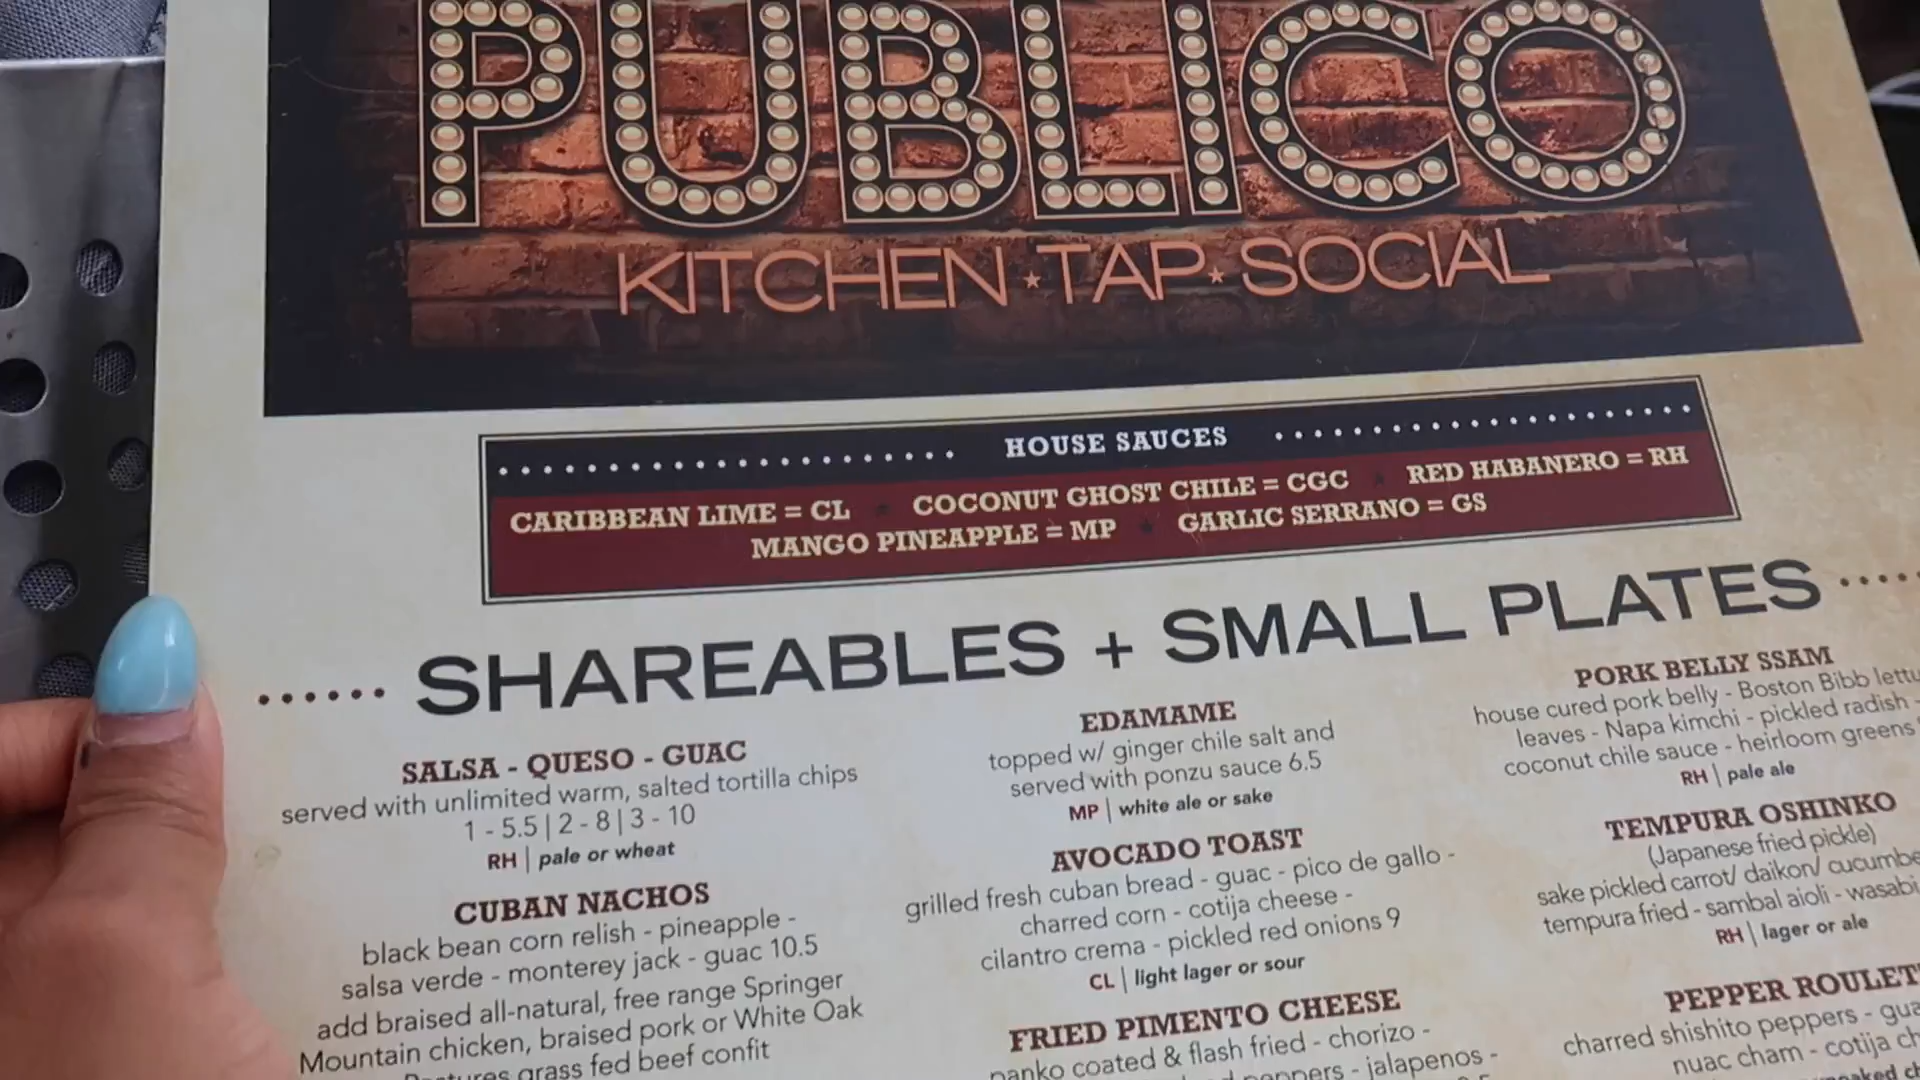 PUBLICO
KITCHEN ★ TAP ★ SOCIAL
HOUSE SAUCES
CARIBBEAN LIME = CL ★ COCONUT GHOST CHILE = CGC ★ RED HABANERO = RH
MANGO PINEAPPLE = MP ★ GARLIC SERRANO = GS
SHAREABLES + SMALL PLATES
SALSA - QUESO - GUAC
served with unlimited warm, salted tortilla chips
1 - 5.5 | 2 - 8 | 3 - 10
RH | pale or wheat
CUBAN NACHOS
black bean corn relish - pineapple -
salsa verde - monterey jack - guac 10.5
add braised all-natural, free range Springer
Mountain chicken, braised pork or White Oak
grass fed beef confit
EDAMAME
topped w/ ginger chile salt and
served with ponzu sauce 6.5
MP | white ale or sake
AVOCADO TOAST
grilled fresh cuban bread - guac - pico de gallo -
charred corn - cotija cheese -
cilantro crema - pickled red onions 9
CL | light lager or sour
FRIED PIMENTO CHEESE
panko coated & flash fried - chorizo -
peppers - jalapenos -
PORK BELLY SSAM
house cured pork belly - Boston Bibb
leaves - Napa kimchi - pickled radish -
coconut chile sauce - heirloom greens
RH | pale ale
TEMPURA OSHINKO
(Japanese fried pickle)
sake pickled carrot/ daikon/
tempura fried - sambal aioli - wasabi
RH | lager or ale
PEPPER
charred shishito peppers -
nuac cham - cotija